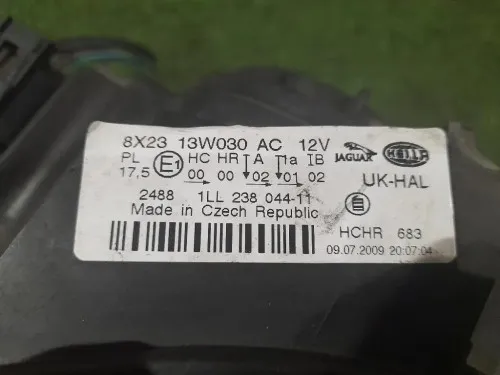 8X23 13W030 AC 12V
PL E1 HC HR A 1a IB JAGUAR HELLA
17,5 00 00 02 01 02 UK-HAL
2488 1LL 238 044-11
Made in Czech Republic
HCHR 683
09.07.2009 20:07:04